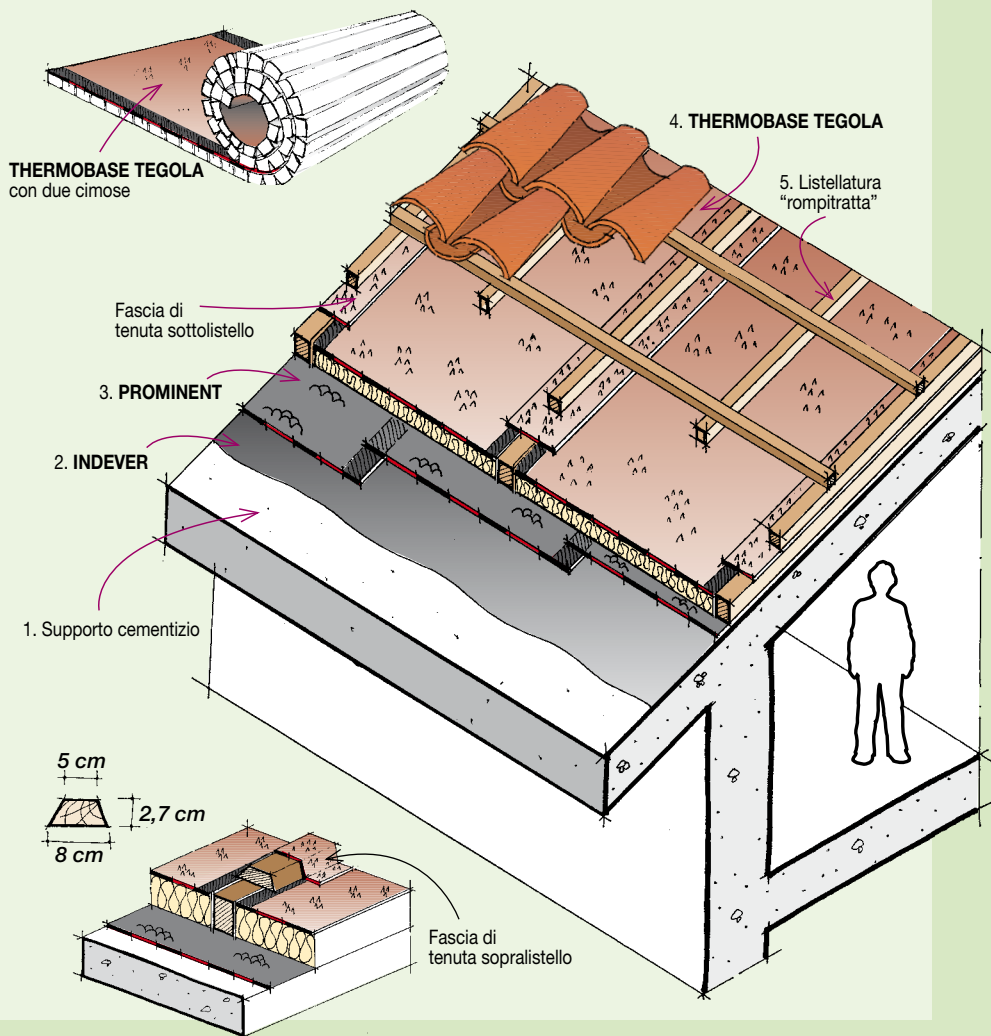 THERMOBASE TEGOLA
con due cimose
4. THERMOBASE TEGOLA
5. Listellatura
“rompitratta”
Fascia di
tenuta sottolistello
3. PROMINENT
2. INDEVER
1. Supporto cementizio
5 cm
2,7 cm
8 cm
Fascia di
tenuta sopralistello